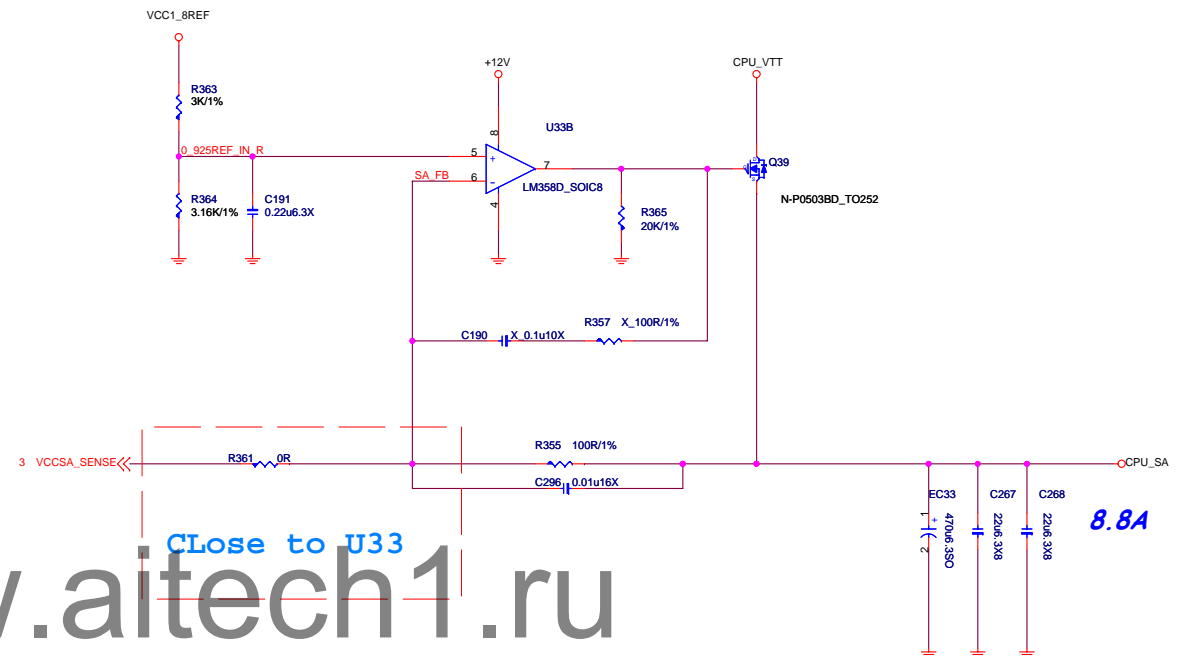 VCC1_8REF
R363
3K/1%
0_925REF_IN_R
R364
3.16K/1%
C191
0.22u6.3X
+12V
8
U33B
5
+
SA_FB
6
-
7
4
LM358D_SOIC8
CPU_VTT
Q39
N-P0503BD_TO252
R365
20K/1%
R357 X_100R/1%
C190 X_0.1u10X
3 VCCSA_SENSE
R361 0R
R355 100R/1%
C296 0.01u16X
CPU_SA
EC33
1
+
2
470u6.3SO
C267
22u6.3X8
C268
22u6.3X8
8.8A
CLose to U33
.aitech1.ru